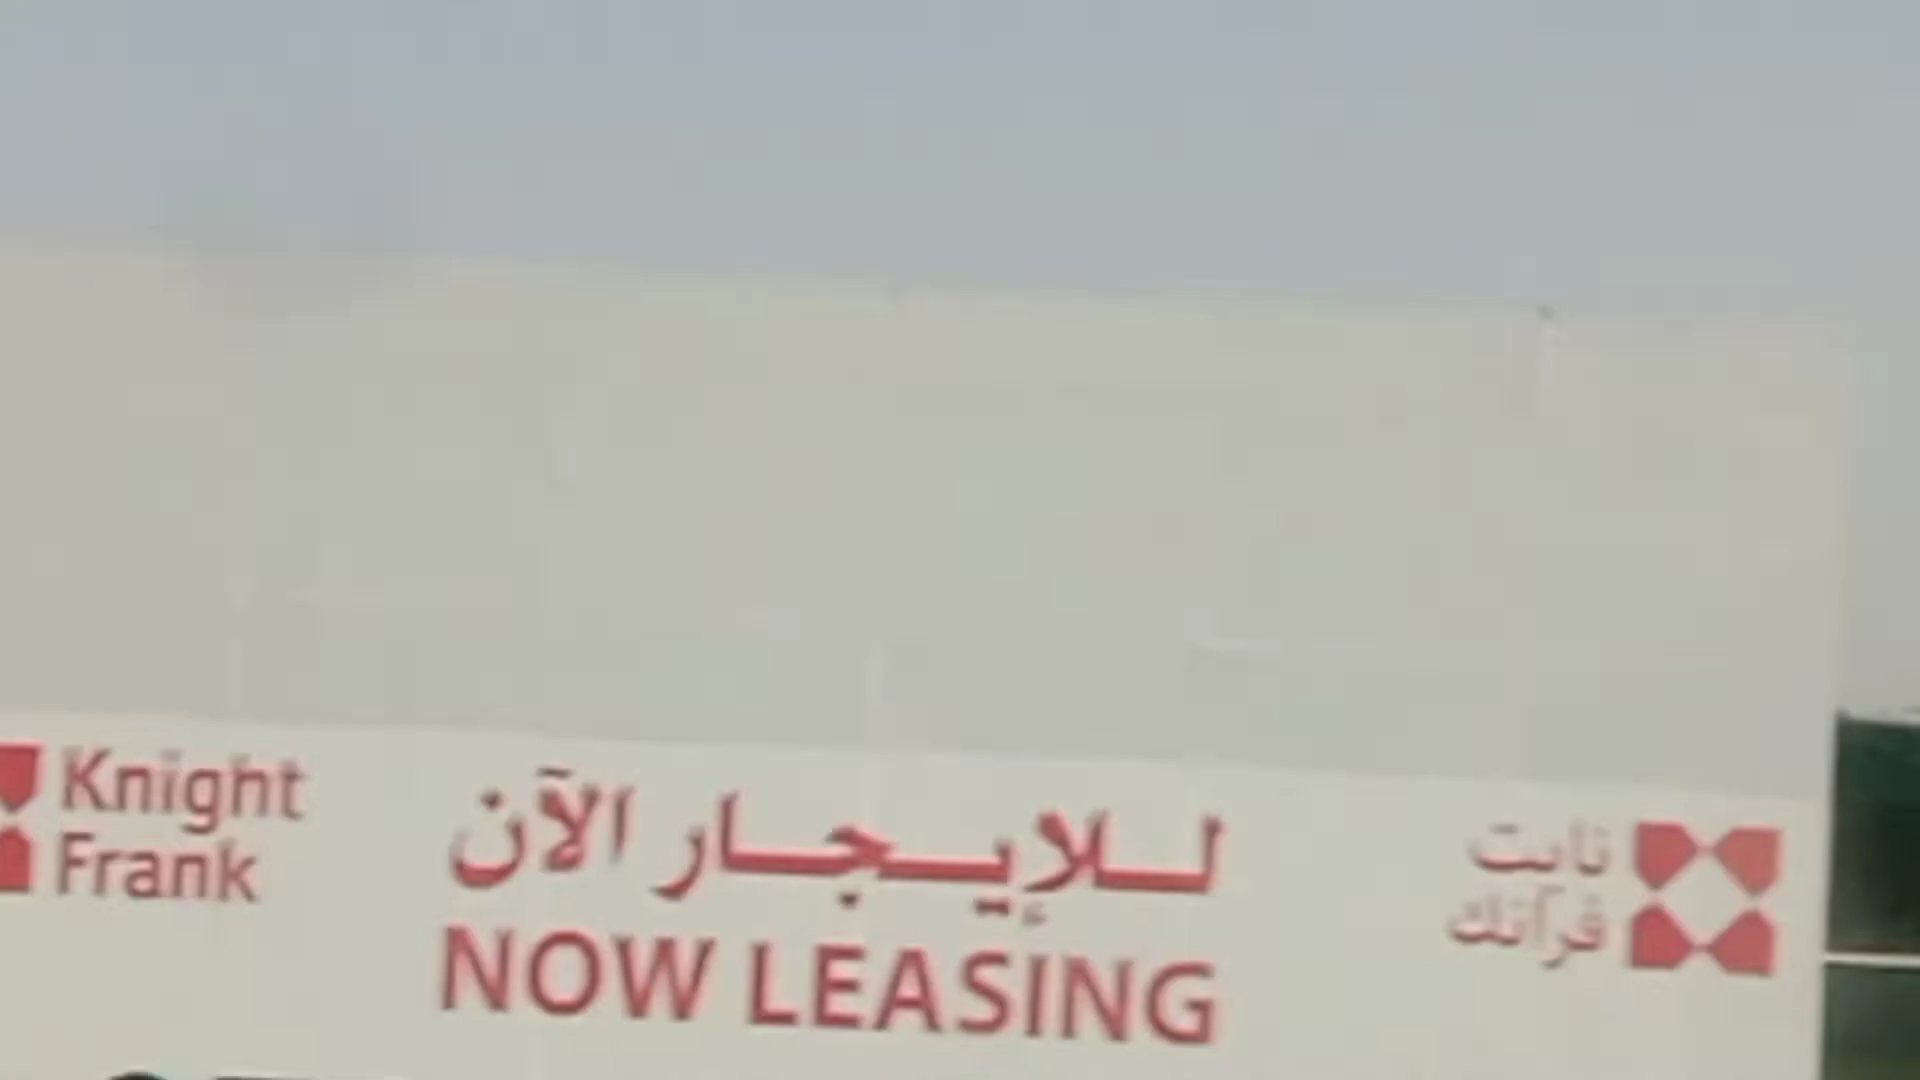 Knight
Frank
للإيجار الآن
NOW LEASING
نايت
فرانك